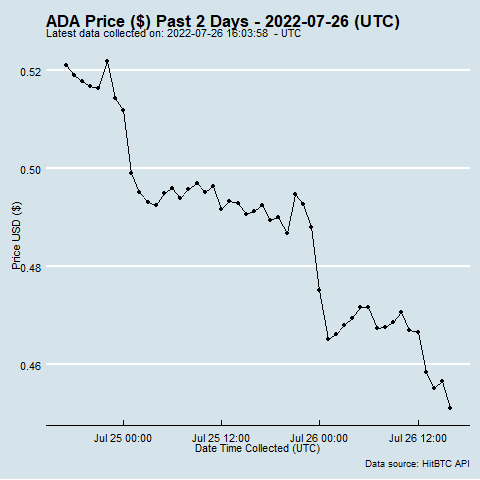 ADA Price ($) Past 2 Days - 2022-07-26 (UTC)
Latest data collected on: 2022-07-26 16:03:58  - UTC
0.52
0.50
0.48
0.46
Price USD ($)
Jul 25 00:00
Jul 25 12:00
Jul 26 00:00
Jul 26 12:00
Date Time Collected (UTC)
Data source: HitBTC API